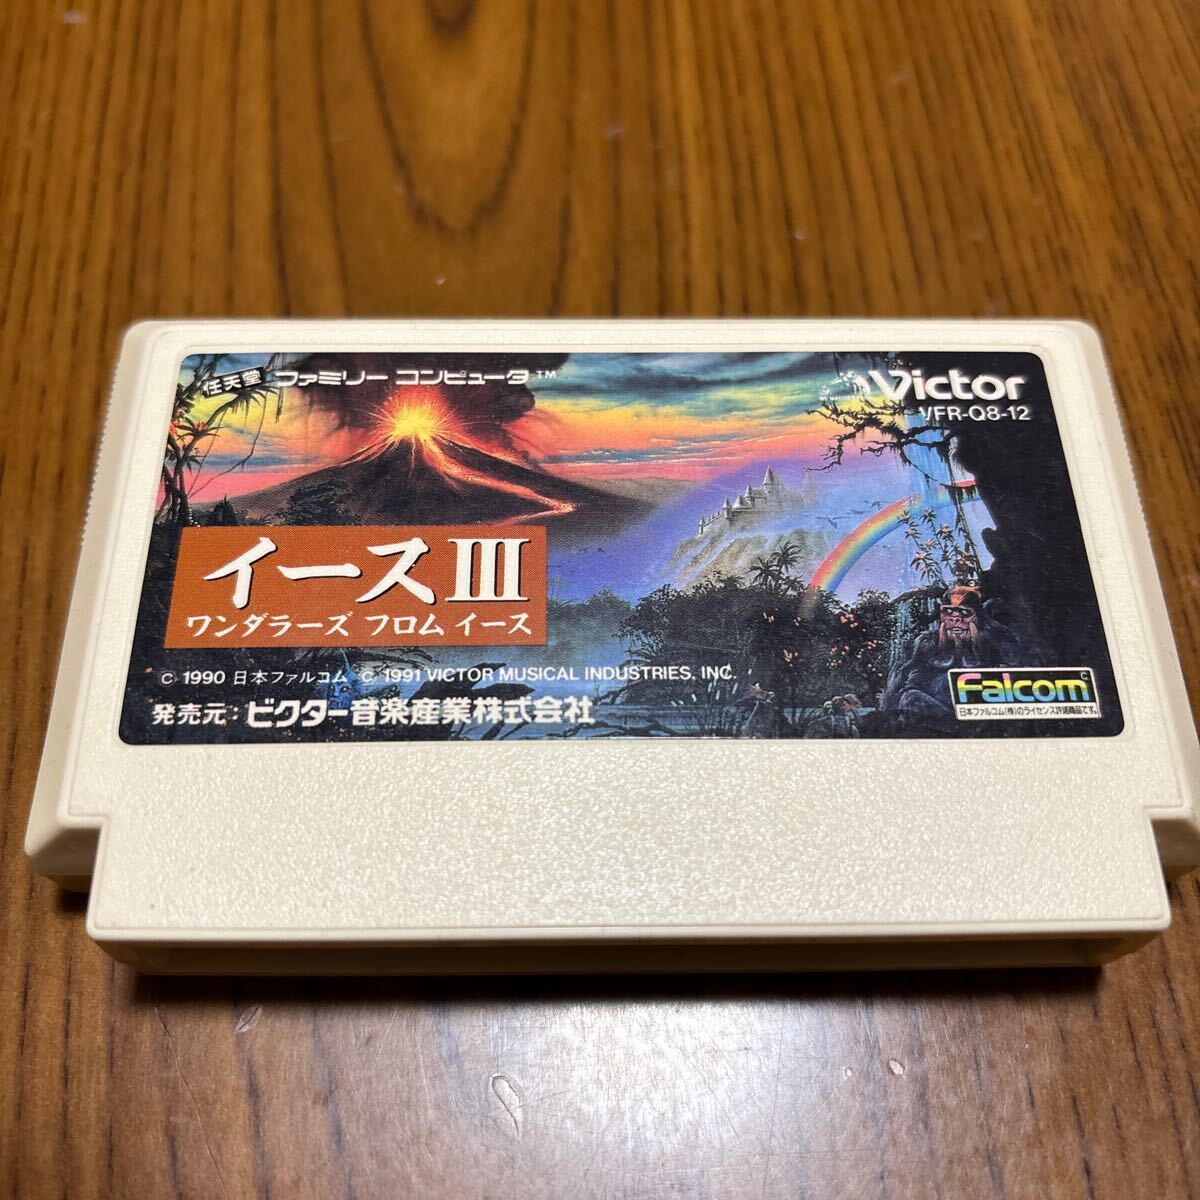 任天堂 ファミリー コンピュータ™
Victor
VFR-Q8-12
イースIII
ワンダラーズ フロム イース
© 1990 日本ファルコム © 1991 VICTOR MUSICAL INDUSTRIES, INC.
発売元:ビクター音楽産業株式会社
Falcom
日本ファルコム(株)のライセンス許諾商品です。